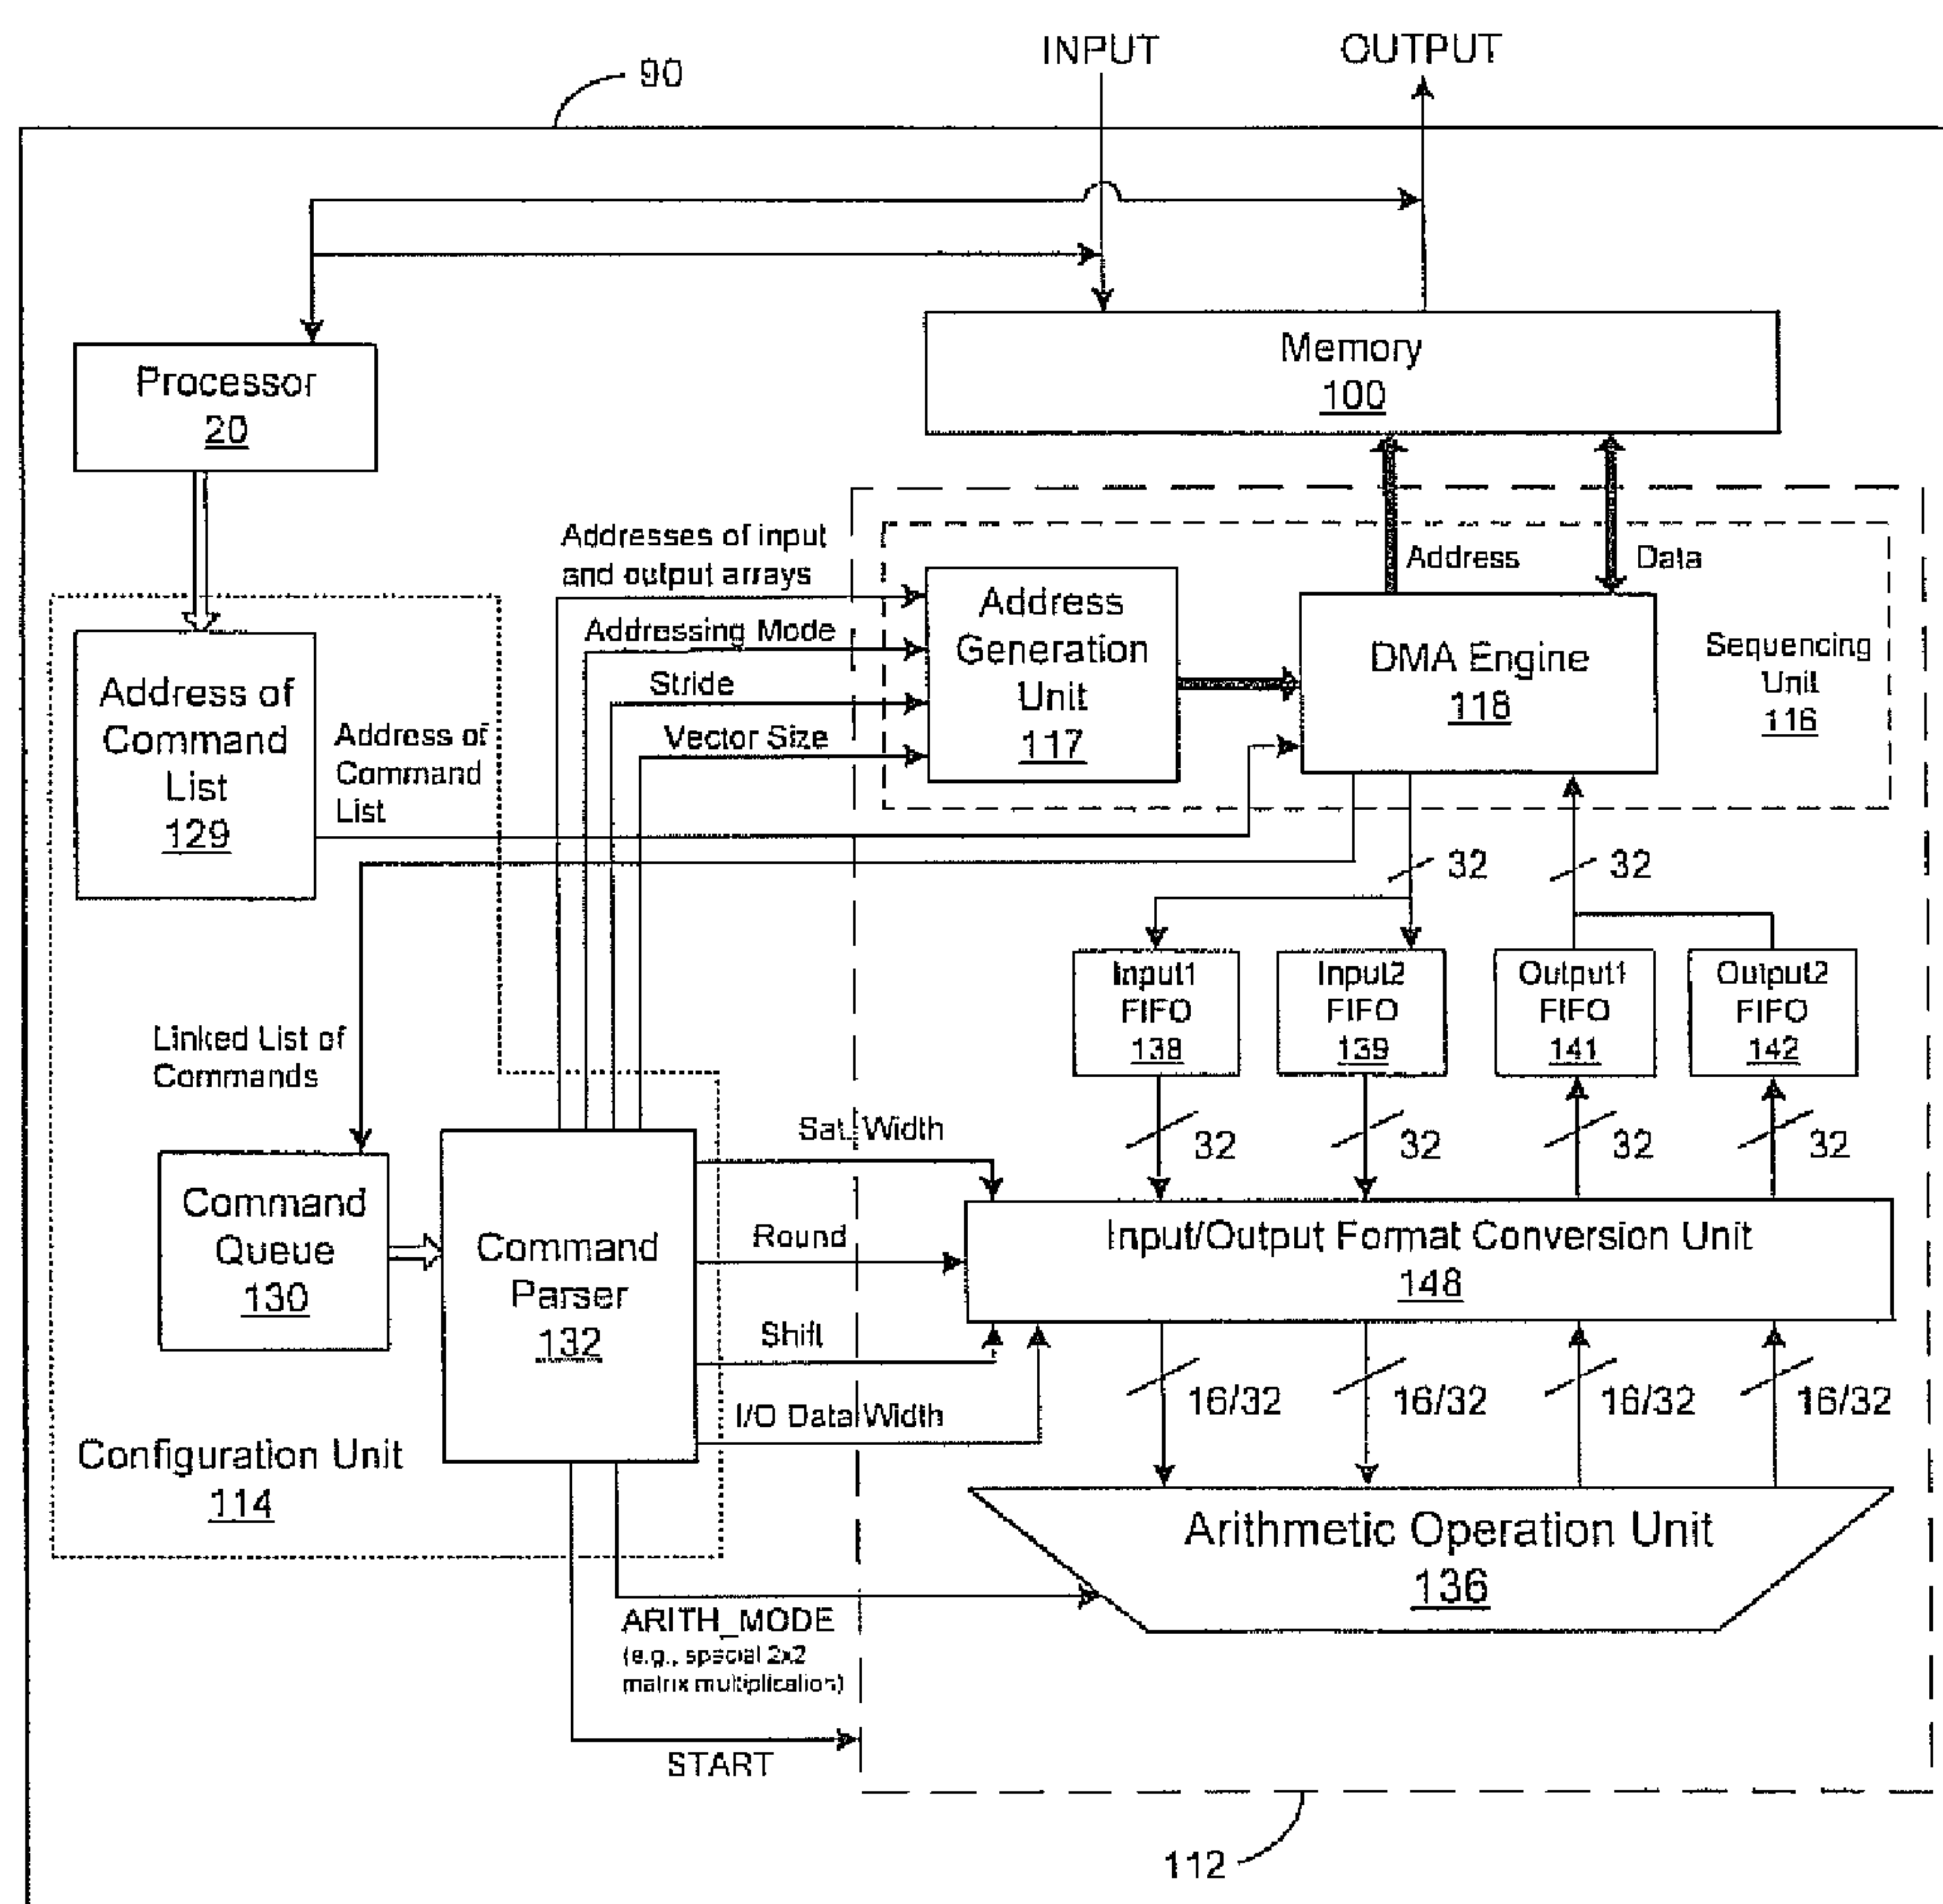 INPUT
OUTPUT
90
Memory
100
Processor
20
Addresses of input
and output arrays
Addressing Mode
Stride
Vector Size
Address
Generation
Unit
117
Address
Data
DMA Engine
118
Sequencing
Unit
116
Address of
Command
List
129
Address of
Command
List
32
32
Input1
FIFO
138
Input2
FIFO
139
Output1
FIFO
141
Output2
FIFO
142
Linked List of
Commands
32
32
32
32
Command
Queue
130
Command
Parser
132
Sat. Width
Round
Shift
I/O Data Width
Input/Output Format Conversion Unit
148
16/32
16/32
16/32
16/32
Configuration Unit
114
Arithmetic Operation Unit
136
ARITH_MODE
(e.g., special 2x2
matrix multiplication)
START
112